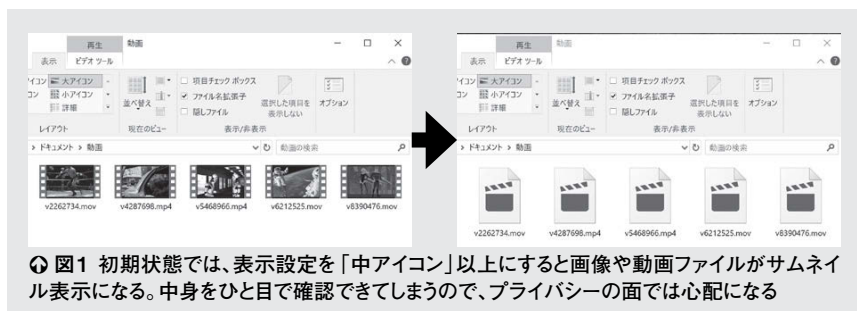 再生 動画
表示 ビデオ ツール
大アイコン
小アイコン
詳細
並べ替え
項目チェック ボックス
ファイル名拡張子
隠しファイル
選択した項目を
表示しない
オプション
レイアウト
現在のビュー
表示/非表示
› ドキュメント › 動画
動画の検索
v2262734.mov v4287698.mp4 v5468966.mp4 v6212525.mov v8390476.mov
再生 動画
表示 ビデオ ツール
大アイコン
小アイコン
詳細
並べ替え
項目チェック ボックス
ファイル名拡張子
隠しファイル
選択した項目を
表示しない
オプション
レイアウト
現在のビュー
表示/非表示
› ドキュメント › 動画
動画の検索
v2262734.mov v4287698.mp4 v5468966.mp4 v6212525.mov v8390476.mov
図1 初期状態では、表示設定を「中アイコン」以上にすると画像や動画ファイルがサムネイ
ル表示になる。中身をひと目で確認できてしまうので、プライバシーの面では心配になる